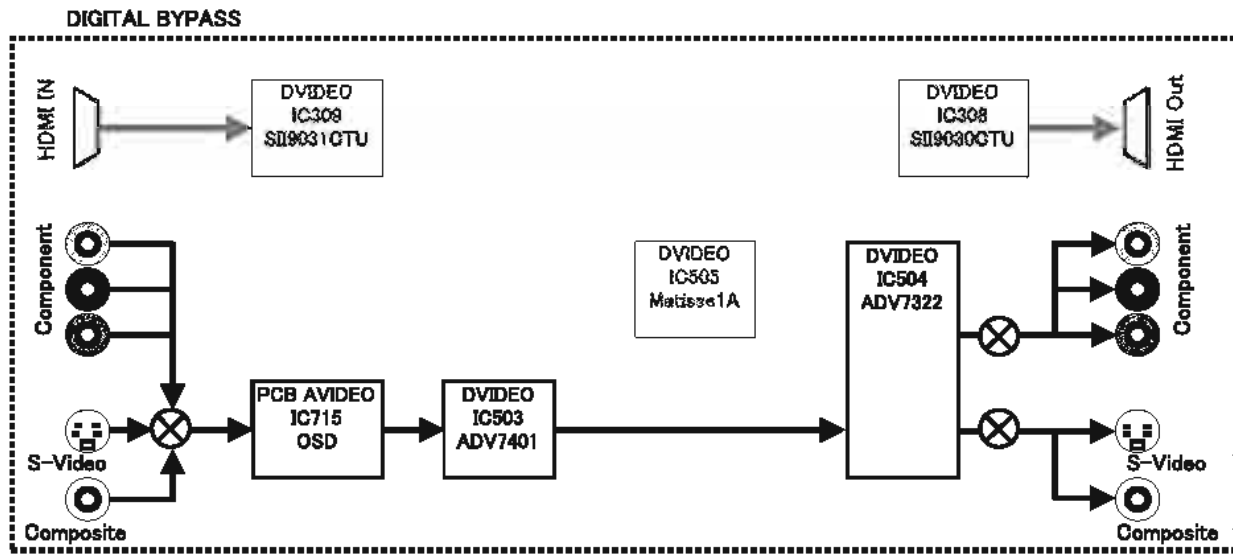 DIGITAL BYPASS
HDMI IN
DVIDEO
IC309
SII9031CTU
DVIDEO
IC308
SII9030CTU
HDMI Out
Component
DVIDEO
IC505
Matisse1A
DVIDEO
IC504
ADV7322
Component
PCB AVIDEO
IC715
OSD
DVIDEO
IC503
ADV7401
S-Video
S-Video
Composite
Composite